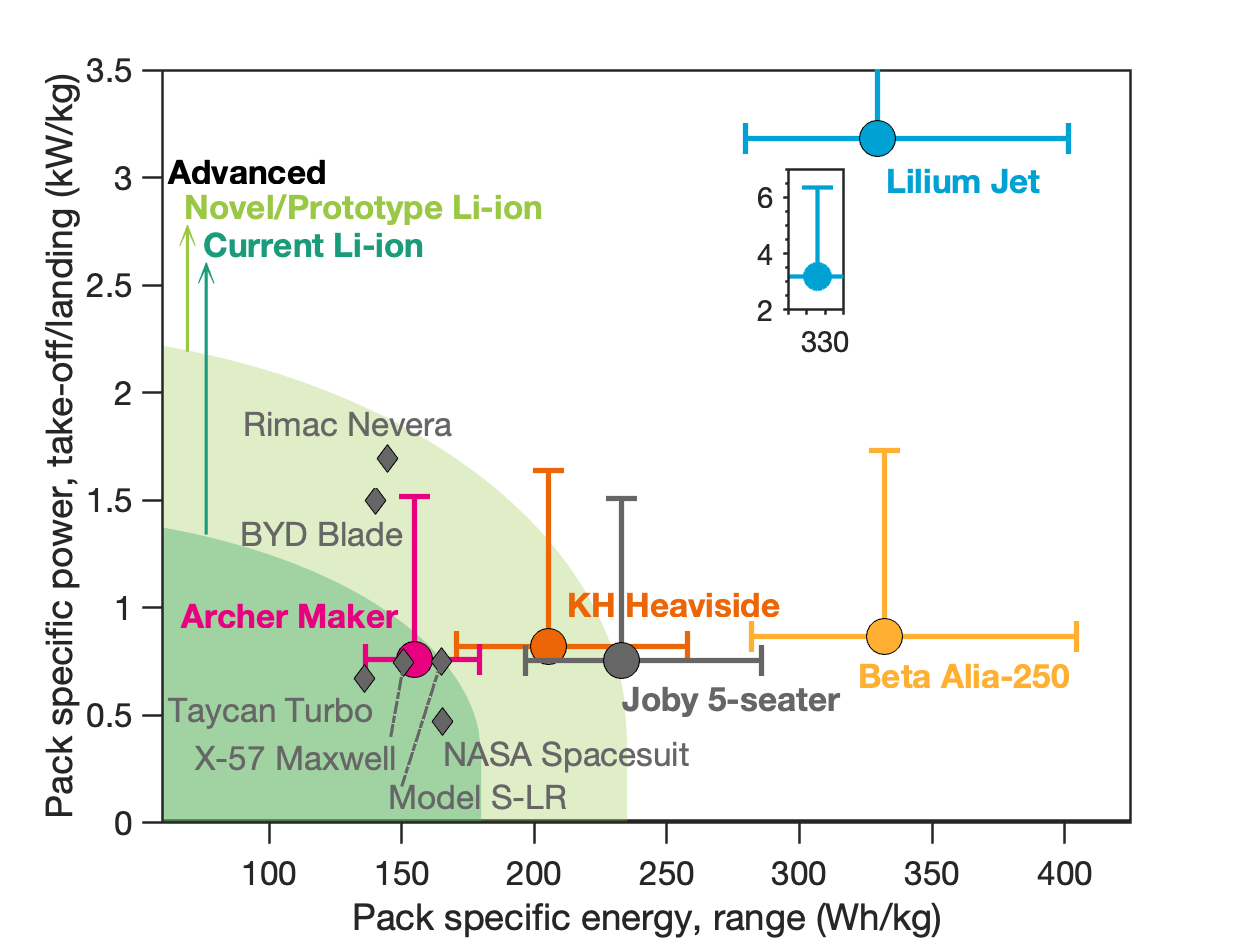 Pack specific power, take-off/landing (kW/kg)
3.5
3
2.5
2
1.5
1
0.5
0
Advanced
Novel/Prototype Li-ion
Current Li-ion
Lilium Jet
6
4
2
330
Rimac Nevera
BYD Blade
Archer Maker
KH Heaviside
Beta Alia-250
Joby 5-seater
Taycan Turbo
X-57 Maxwell
NASA Spacesuit
Model S-LR
100
150
200
250
300
350
400
Pack specific energy, range (Wh/kg)